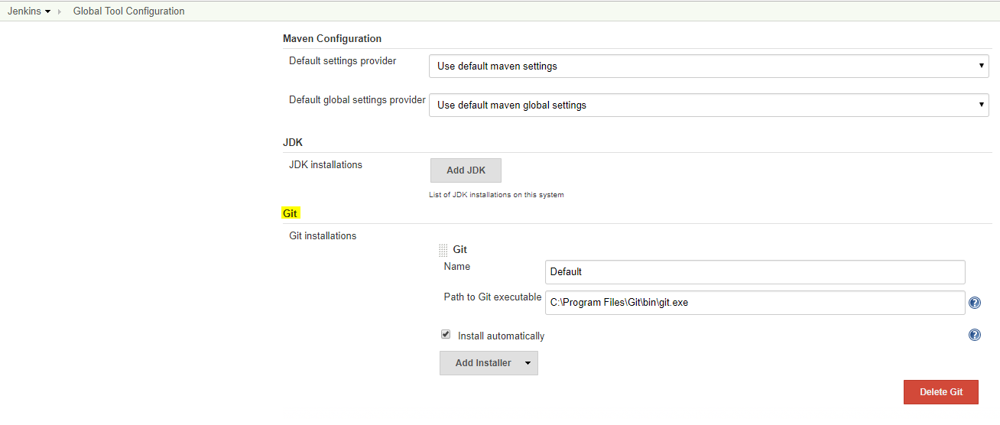 Jenkins Global Tool Configuration
Maven Configuration
Default settings provider
Use default maven settings
Default global settings provider
Use default maven global settings
JDK
JDK installations
Add JDK
List of JDK installations on this system
Git
Git installations
Git
Name
Default
Path to Git executable
C:\Program Files\Git\bin\git.exe
Install automatically
Add Installer
Delete Git